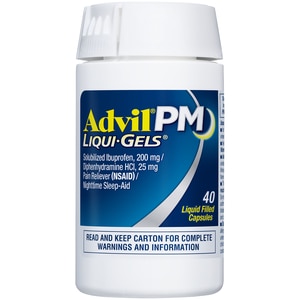 Advil® PM
LIQUI·GELS®
Solubilized Ibuprofen, 200 mg /
Diphenhydramine HCl, 25 mg
Pain Reliever (NSAID) /
Nighttime Sleep-Aid
40
Liquid Filled
Capsules
READ AND KEEP CARTON FOR COMPLETE
WARNINGS AND INFORMATION